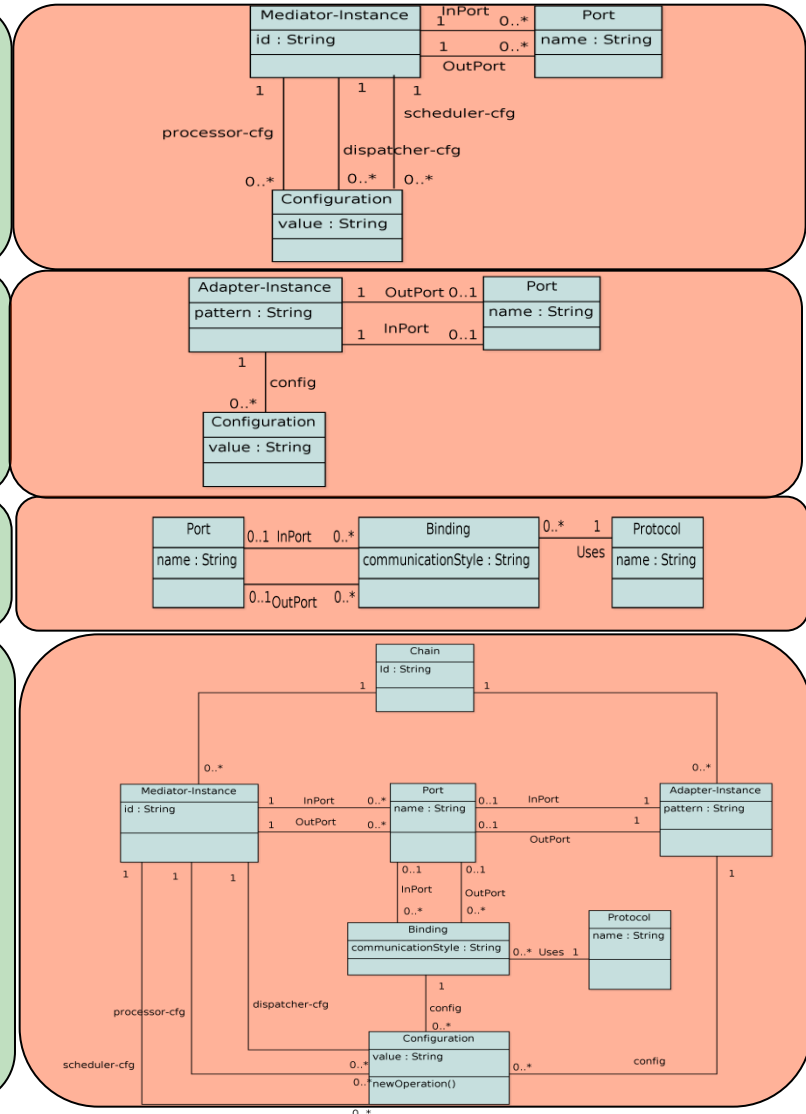 Mediator-Instance
id : String
InPort
1 0..*
1 0..*
OutPort
Port
name : String
1 1 1
scheduler-cfg
processor-cfg
dispatcher-cfg
0..* 0..* 0..*
Configuration
value : String
Adapter-Instance
pattern : String
1 OutPort 0..1
1 InPort 0..1
Port
name : String
1
config
0..*
Configuration
value : String
Port
name : String
0..1 InPort 0..*
0..1 OutPort 0..*
Binding
communicationStyle : String
0..* 1
Uses
Protocol
name : String
Chain
Id : String
1 1
0..* 0..*
Mediator-Instance
id : String
1 InPort 0..*
1 OutPort 0..*
Port
name : String
0..1 InPort 1
0..1 1
OutPort
Adapter-Instance
pattern : String
1 1 1
0..1 0..1
InPort OutPort
0..* 0..*
1
Binding
communicationStyle : String
0..* Uses 1
Protocol
name : String
1
config
0..*
dispatcher-cfg
processor-cfg
scheduler-cfg
Configuration
value : String
newOperation()
0..*
0..*
0..*
0..*
config